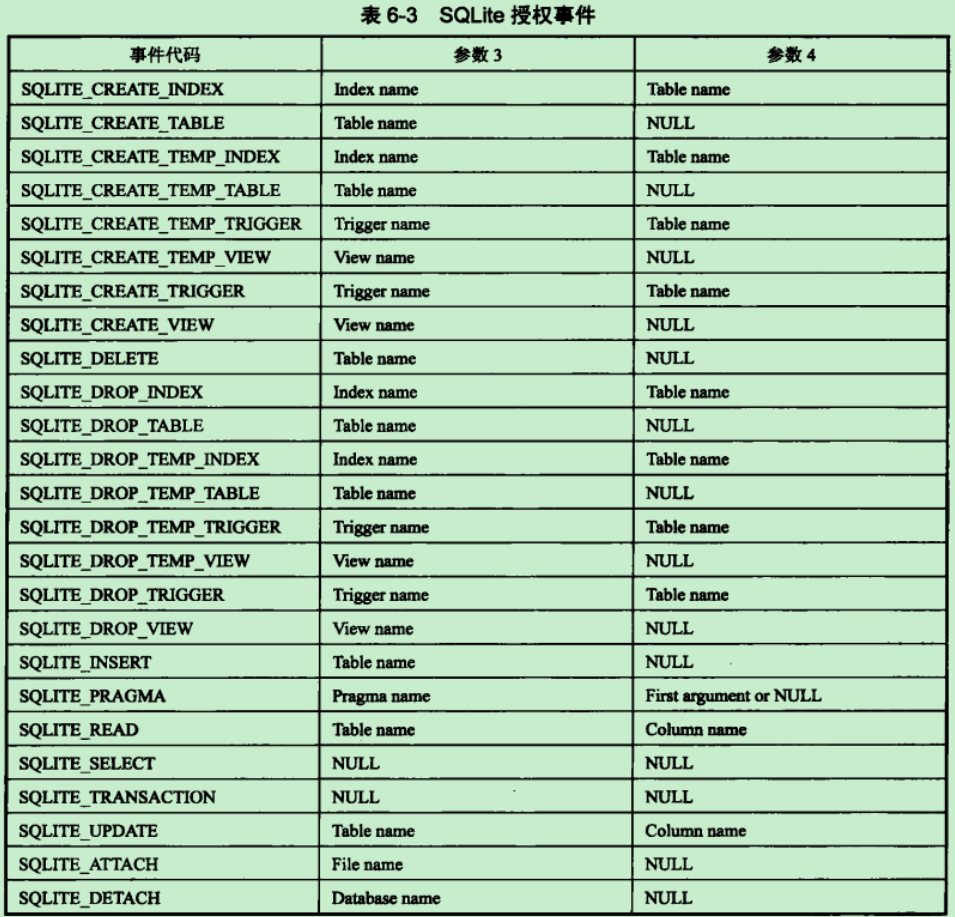 表 6-3 SQLite 授权事件
事件代码 参数 3 参数 4
SQLITE_CREATE_INDEX Index name Table name
SQLITE_CREATE_TABLE Table name NULL
SQLITE_CREATE_TEMP_INDEX Index name Table name
SQLITE_CREATE_TEMP_TABLE Table name NULL
SQLITE_CREATE_TEMP_TRIGGER Trigger name Table name
SQLITE_CREATE_TEMP_VIEW View name NULL
SQLITE_CREATE_TRIGGER Trigger name Table name
SQLITE_CREATE_VIEW View name NULL
SQLITE_DELETE Table name NULL
SQLITE_DROP_INDEX Index name Table name
SQLITE_DROP_TABLE Table name NULL
SQLITE_DROP_TEMP_INDEX Index name Table name
SQLITE_DROP_TEMP_TABLE Table name NULL
SQLITE_DROP_TEMP_TRIGGER Trigger name Table name
SQLITE_DROP_TEMP_VIEW View name NULL
SQLITE_DROP_TRIGGER Trigger name Table name
SQLITE_DROP_VIEW View name NULL
SQLITE_INSERT Table name NULL
SQLITE_PRAGMA Pragma name First argument or NULL
SQLITE_READ Table name Column name
SQLITE_SELECT NULL NULL
SQLITE_TRANSACTION NULL NULL
SQLITE_UPDATE Table name Column name
SQLITE_ATTACH File name NULL
SQLITE_DETACH Database name NULL